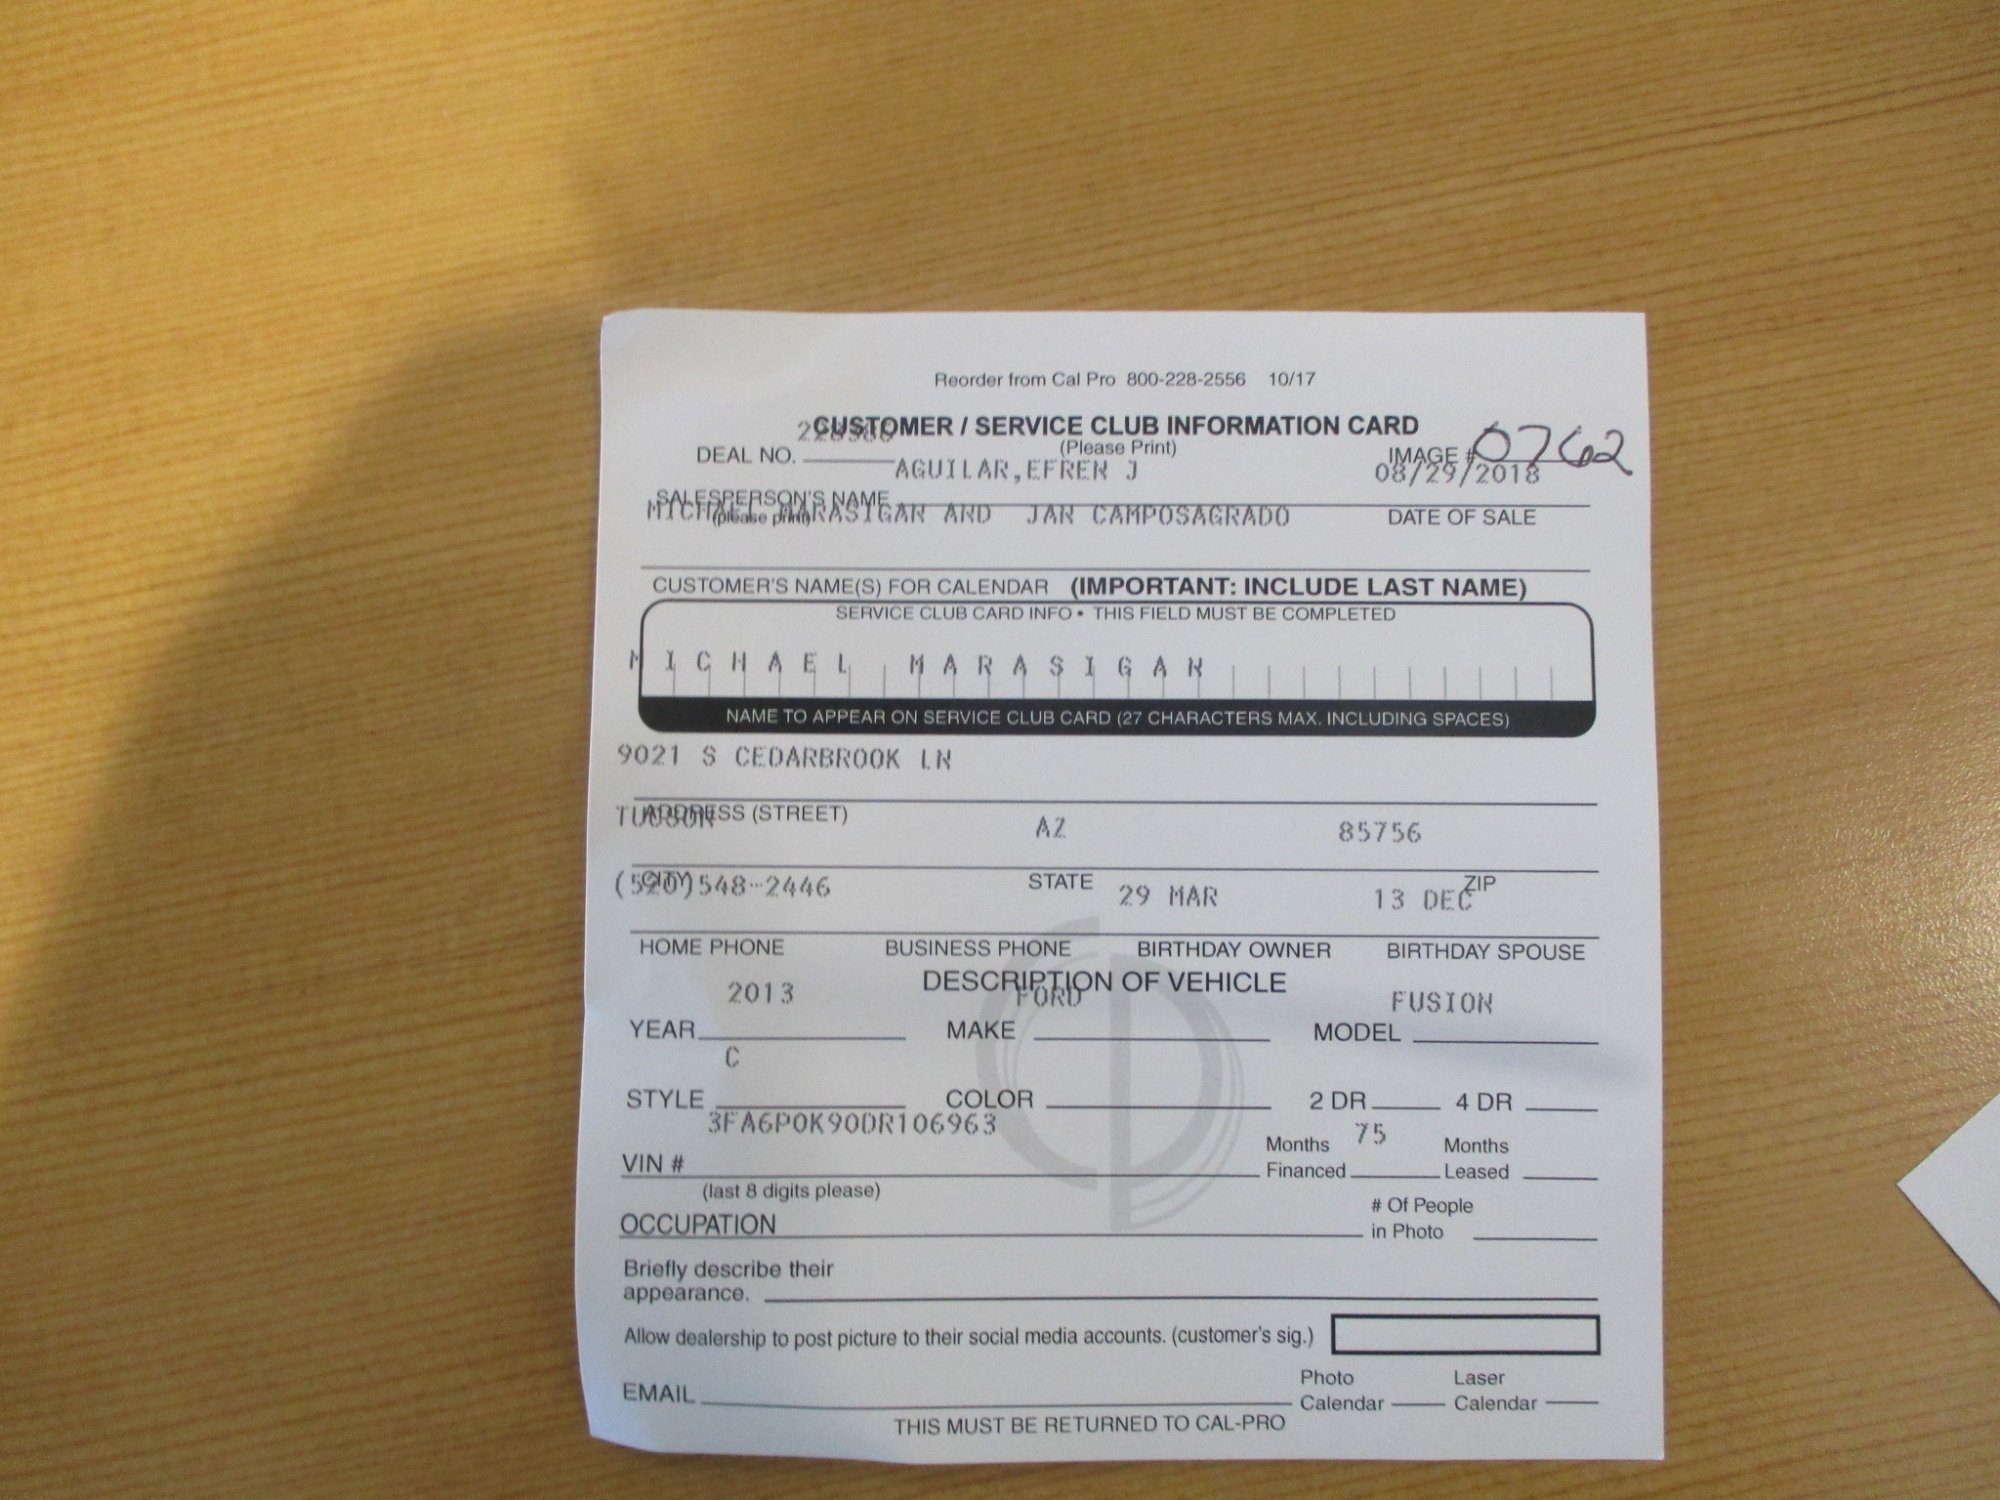 Reorder from Cal Pro 800-228-2556 10/17
CUSTOMER / SERVICE CLUB INFORMATION CARD
(Please Print)
DEAL NO. IMAGE # 0762
AGUILAR,EFREN J 08/29/2018
SALESPERSON'S NAME
(please print) DATE OF SALE
MICHAEL MARASIGAN AND JAN CAMPOSAGRADO
CUSTOMER'S NAME(S) FOR CALENDAR (IMPORTANT: INCLUDE LAST NAME)
SERVICE CLUB CARD INFO • THIS FIELD MUST BE COMPLETED
MICHAEL MARASIGAN
NAME TO APPEAR ON SERVICE CLUB CARD (27 CHARACTERS MAX. INCLUDING SPACES)
9021 S CEDARBROOK LN
ADDRESS (STREET)
TUCSON AZ 85756
CITY STATE ZIP
(520)548-2446 29 MAR 13 DEC
HOME PHONE BUSINESS PHONE BIRTHDAY OWNER BIRTHDAY SPOUSE
DESCRIPTION OF VEHICLE
2013 FORD FUSION
YEAR MAKE MODEL
C
STYLE COLOR 2 DR 4 DR
3FA6P0K90DR106963 75
VIN # Months Financed Months Leased
(last 8 digits please)
OCCUPATION # Of People in Photo
Briefly describe their
appearance.
Allow dealership to post picture to their social media accounts. (customer's sig.)
EMAIL Photo Calendar Laser Calendar
THIS MUST BE RETURNED TO CAL-PRO